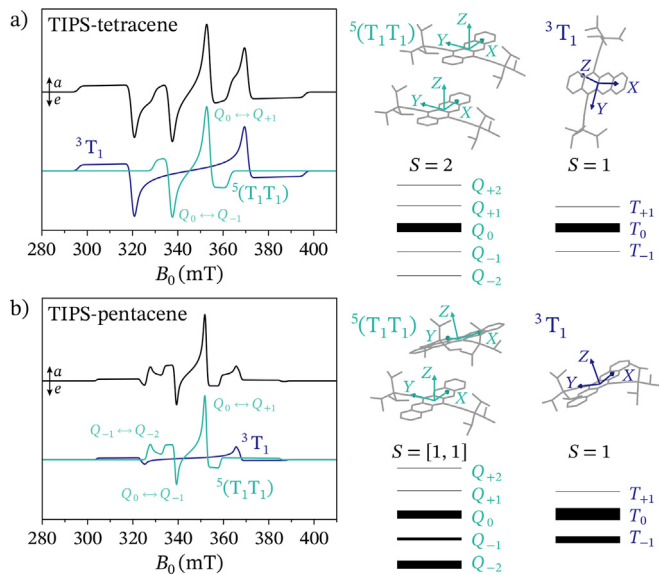 a)
TIPS-tetracene
a
e
Q₀ ↔ Q₊₁
³T₁
⁵(T₁T₁)
Q₀ ↔ Q₋₁
280 300 320 340 360 380 400
B₀ (mT)
⁵(T₁T₁)
Z
Y
X
Z
Y
X
³T₁
Z
X
Y
S = 2
Q₊₂
Q₊₁
Q₀
Q₋₁
Q₋₂
S = 1
T₊₁
T₀
T₋₁
b)
TIPS-pentacene
a
e
Q₀ ↔ Q₊₁
Q₋₁ ↔ Q₋₂
³T₁
⁵(T₁T₁)
Q₀ ↔ Q₋₁
280 300 320 340 360 380 400
B₀ (mT)
⁵(T₁T₁)
Z
Y
X
Z
Y
X
³T₁
Z
Y
X
S = [1, 1]
Q₊₂
Q₊₁
Q₀
Q₋₁
Q₋₂
S = 1
T₊₁
T₀
T₋₁